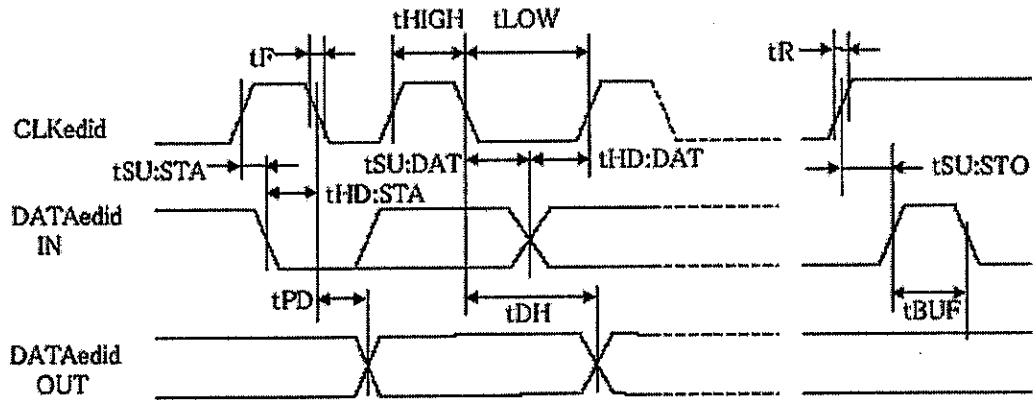 tHIGH tLOW
tF tR
CLKedid
tSU:STA tSU:DAT tHD:DAT tSU:STO
tHD:STA
DATAedid
IN
tPD tDH tBUF
DATAedid
OUT